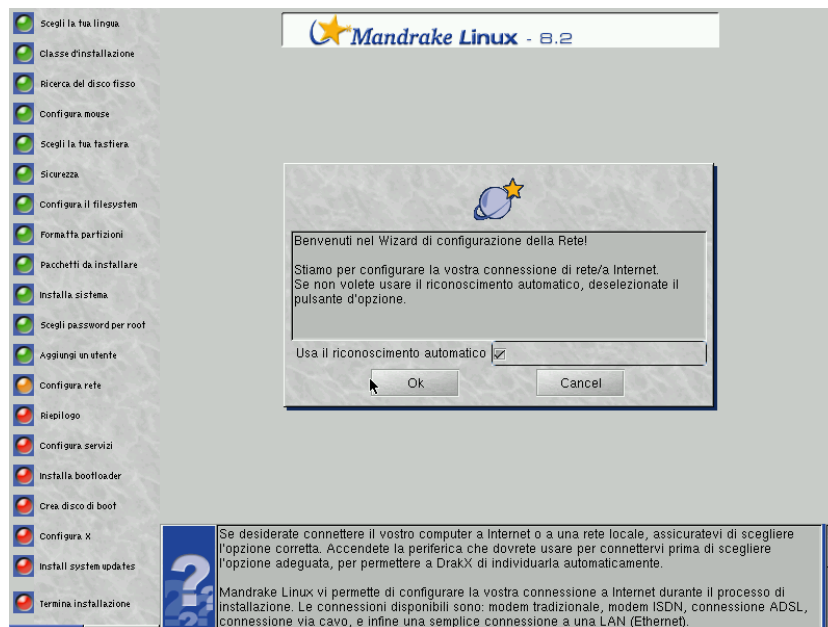 Scegli la tua lingua
Classe d'installazione
Ricerca del disco fisso
Configura mouse
Scegli la tua tastiera
Sicurezza
Configura il filesystem
Formatta partizioni
Pacchetti da installare
Installa sistema
Scegli password per root
Aggiungi un utente
Configura rete
Riepilogo
Configura servizi
Installa bootloader
Crea disco di boot
Configura X
Install system updates
Termina installazione
Mandrake Linux - 8.2
Benvenuti nel Wizard di configurazione della Rete!
Stiamo per configurare la vostra connessione di rete/a Internet.
Se non volete usare il riconoscimento automatico, deselezionate il
pulsante d'opzione.
Usa il riconoscimento automatico
Ok
Cancel
Se desiderate connettere il vostro computer a Internet o a una rete locale, assicuratevi di scegliere
l'opzione corretta. Accendete la periferica che dovrete usare per connettervi prima di scegliere
l'opzione adeguata, per permettere a DrakX di individuarla automaticamente.
Mandrake Linux vi permette di configurare la vostra connessione a Internet durante il processo di
installazione. Le connessioni disponibili sono: modem tradizionale, modem ISDN, connessione ADSL,
connessione via cavo, e infine una semplice connessione a una LAN (Ethernet).